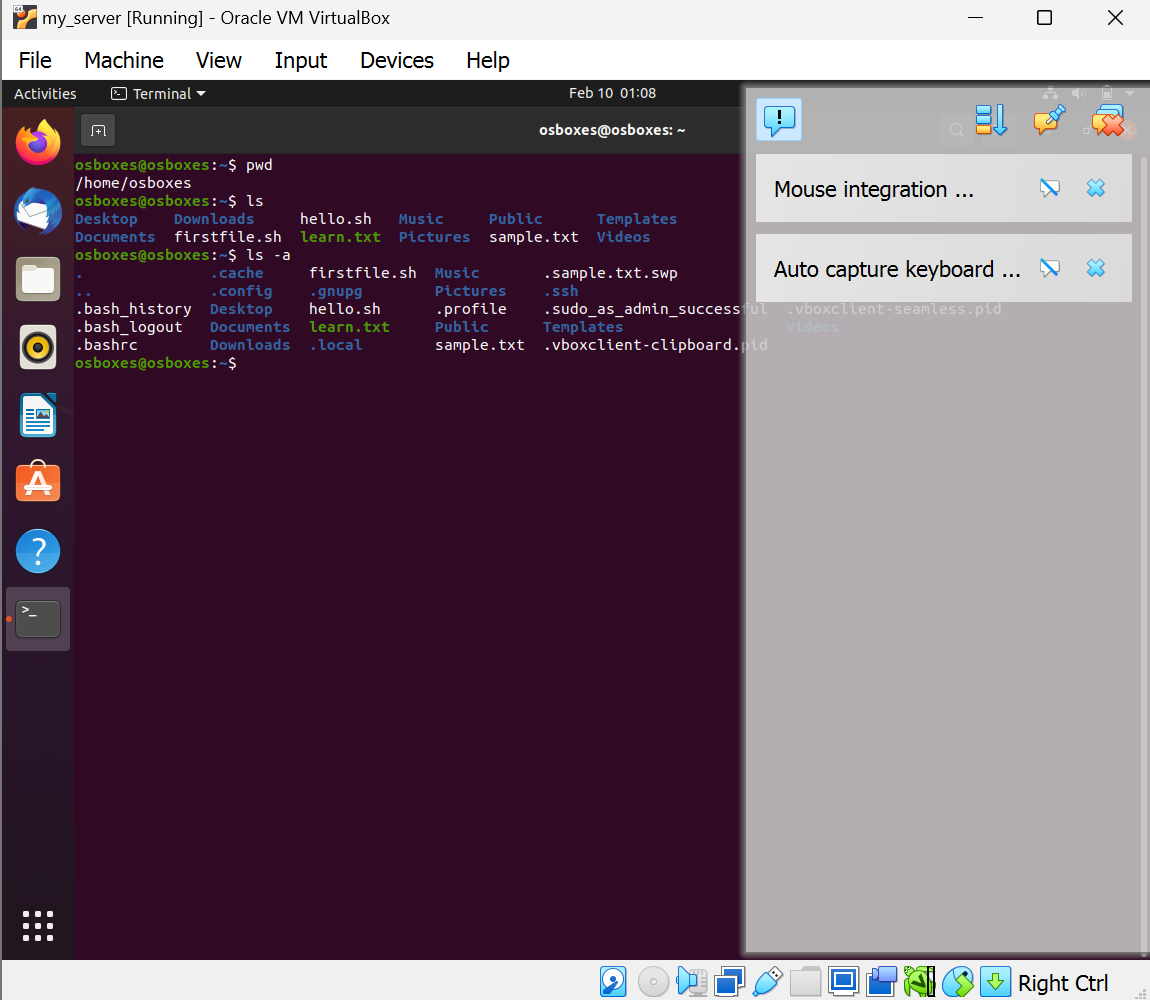 my_server [Running] - Oracle VM VirtualBox
File Machine View Input Devices Help
Activities Terminal Feb 10 01:08
osboxes@osboxes: ~
osboxes@osboxes:~$ pwd
/home/osboxes
osboxes@osboxes:~$ ls
Desktop Downloads hello.sh Music Public Templates
Documents firstfile.sh learn.txt Pictures sample.txt Videos
osboxes@osboxes:~$ ls -a
. .cache firstfile.sh Music .sample.txt.swp
.. .config .gnupg Pictures .ssh
.bash_history Desktop hello.sh .profile .sudo_as_admin_successful .vboxclient-seamless.pid
.bash_logout Documents learn.txt Public Templates Videos
.bashrc Downloads .local sample.txt .vboxclient-clipboard.pid
osboxes@osboxes:~$
Mouse integration ...
Auto capture keyboard ...
Right Ctrl